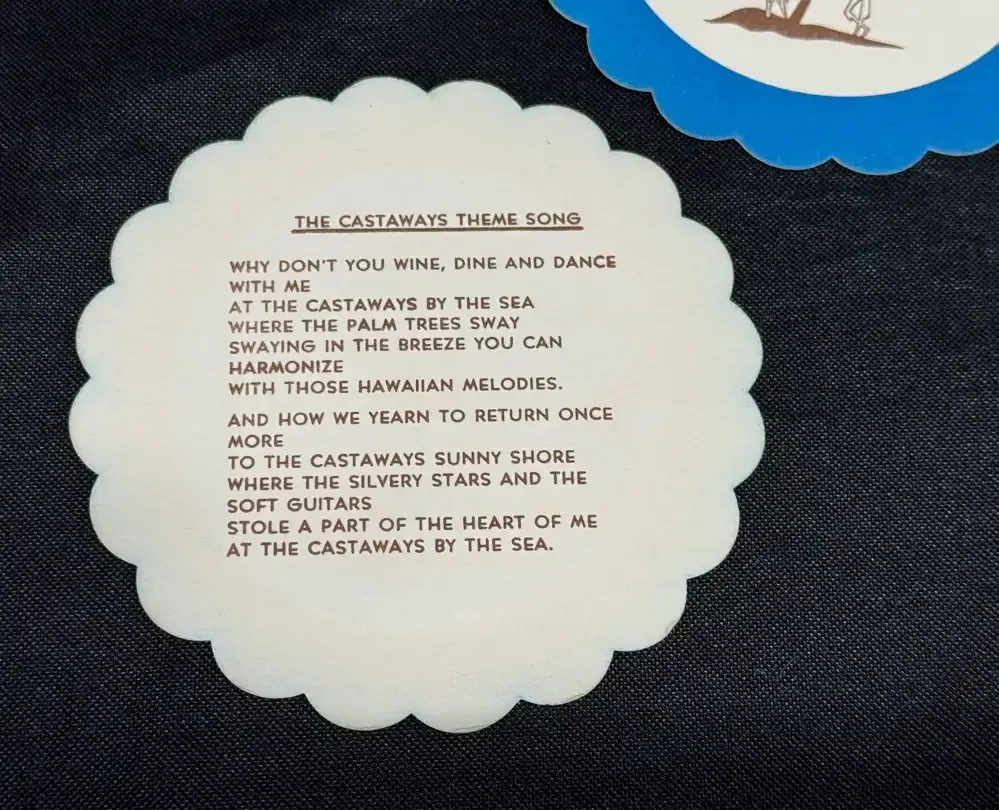 THE CASTAWAYS THEME SONG
WHY DON'T YOU WINE, DINE AND DANCE
WITH ME
AT THE CASTAWAYS BY THE SEA
WHERE THE PALM TREES SWAY
SWAYING IN THE BREEZE YOU CAN
HARMONIZE
WITH THOSE HAWAIIAN MELODIES.
AND HOW WE YEARN TO RETURN ONCE
MORE
TO THE CASTAWAYS SUNNY SHORE
WHERE THE SILVERY STARS AND THE
SOFT GUITARS
STOLE A PART OF THE HEART OF ME
AT THE CASTAWAYS BY THE SEA.